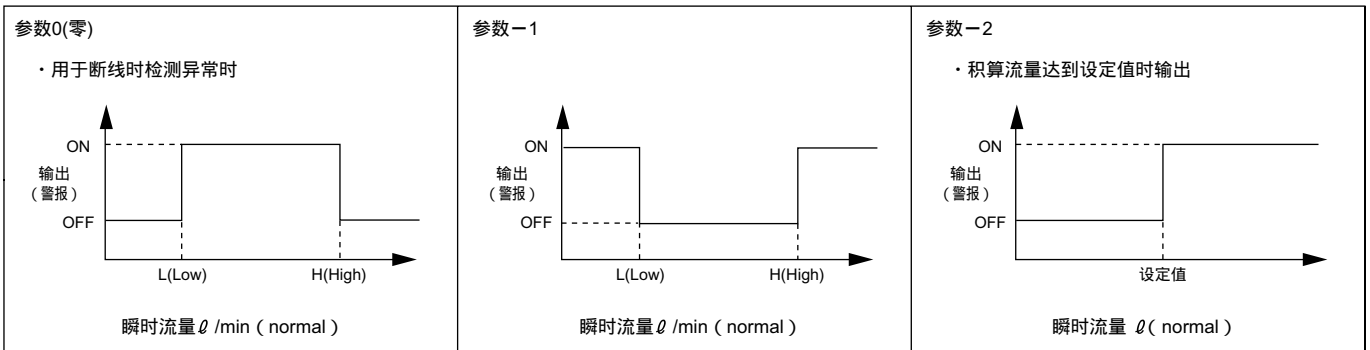 参数0(零)
・用于断线时检测异常时
ON
输出
（警报）
OFF
L(Low)
H(High)
瞬时流量ℓ /min（normal）
参数ー1
ON
输出
（警报）
OFF
L(Low)
H(High)
瞬时流量ℓ /min（normal）
参数ー2
・积算流量达到设定值时输出
ON
输出
（警报）
OFF
设定值
瞬时流量 ℓ（normal）